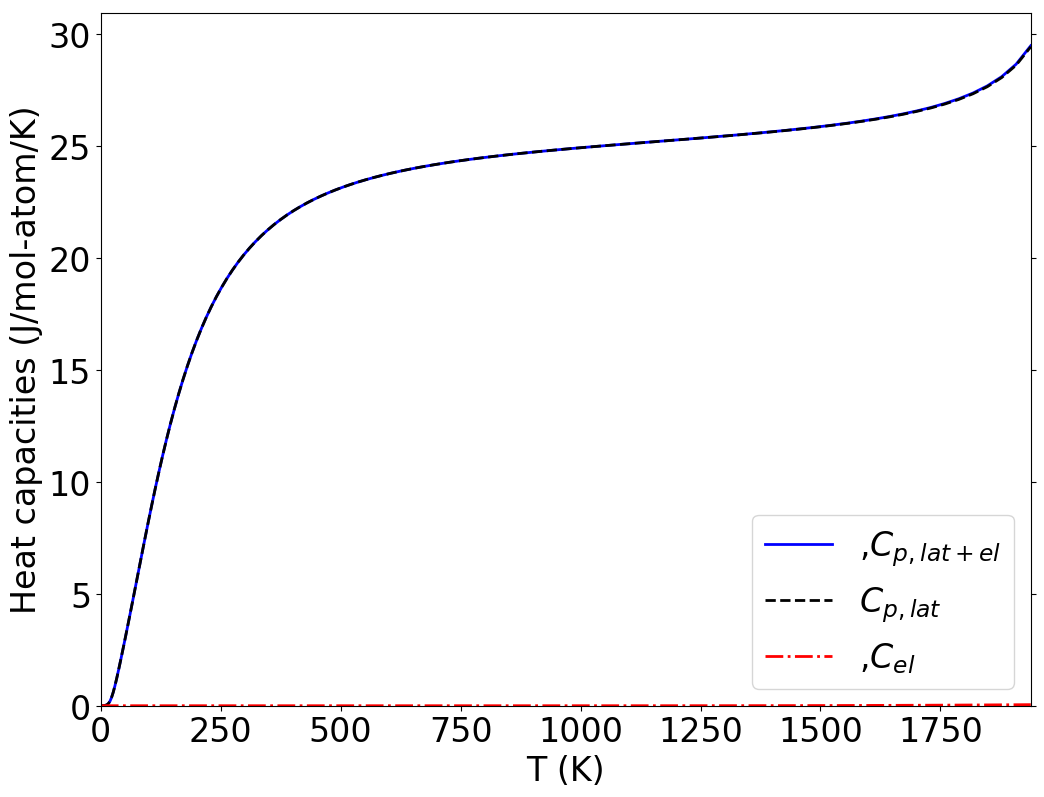 Heat capacities (J/mol-atom/K)
30
25
20
15
10
5
0
0 250 500 750 1000 1250 1500 1750
T (K)
,C_{p, lat+el}
C_{p, lat}
,C_{el}